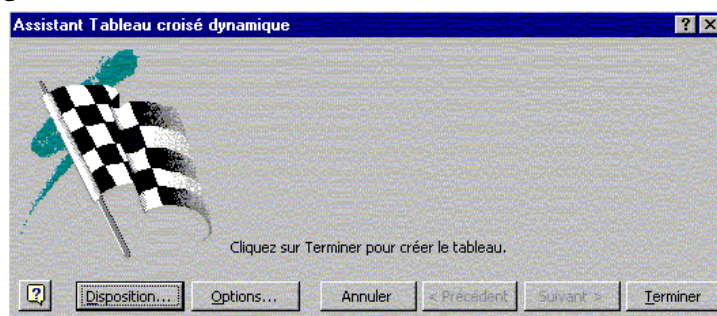 Assistant Tableau croisé dynamique
Cliquez sur Terminer pour créer le tableau.
Disposition... Options... Annuler < Précédent Suivant > Terminer